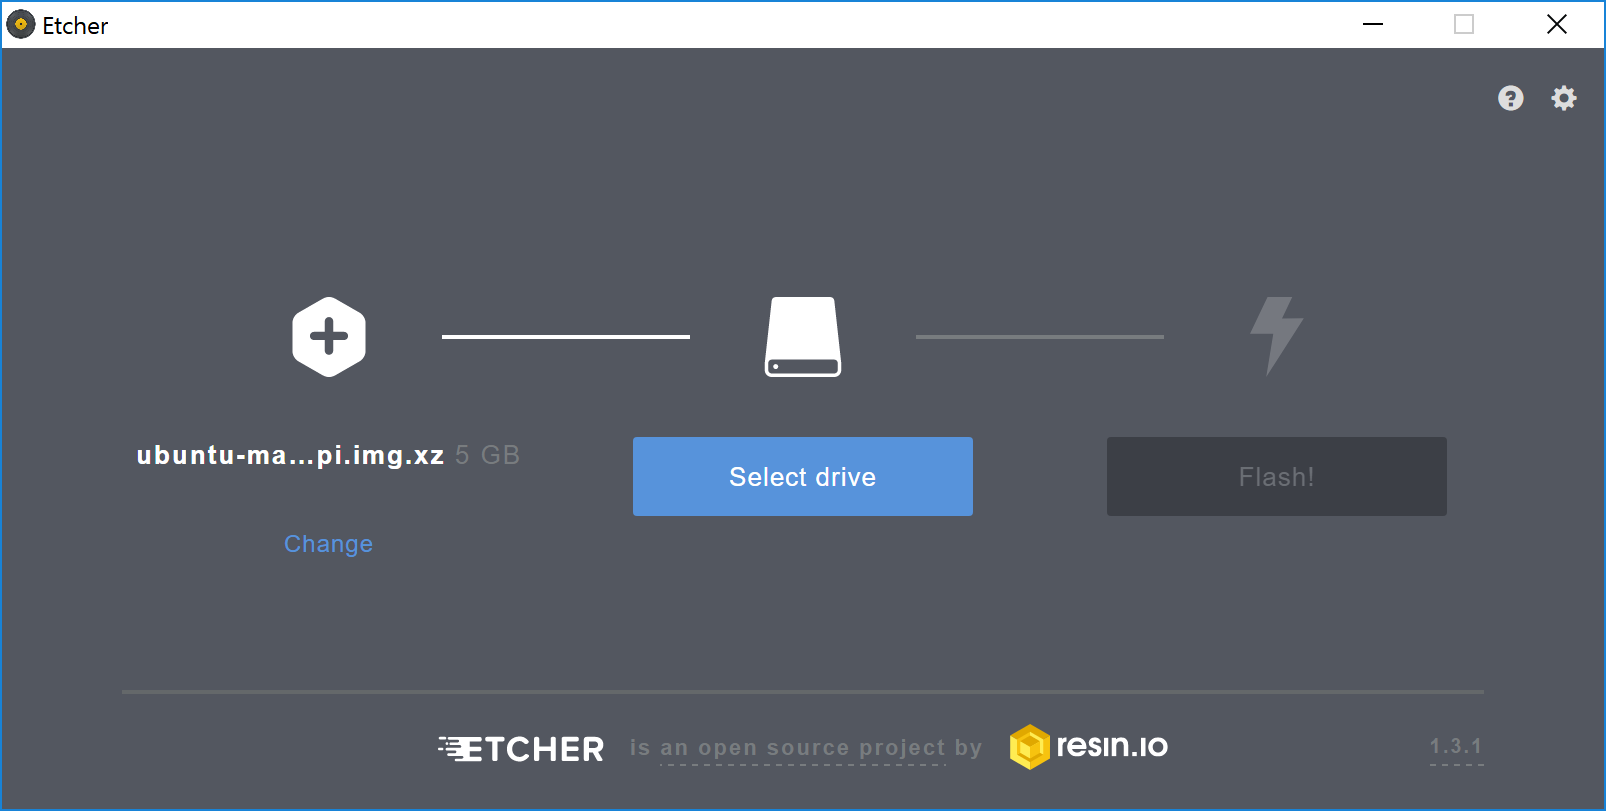 Etcher
ubuntu-ma...pi.img.xz 5 GB
Select drive
Flash!
Change
ETCHER is an open source project by resin.io
1.3.1